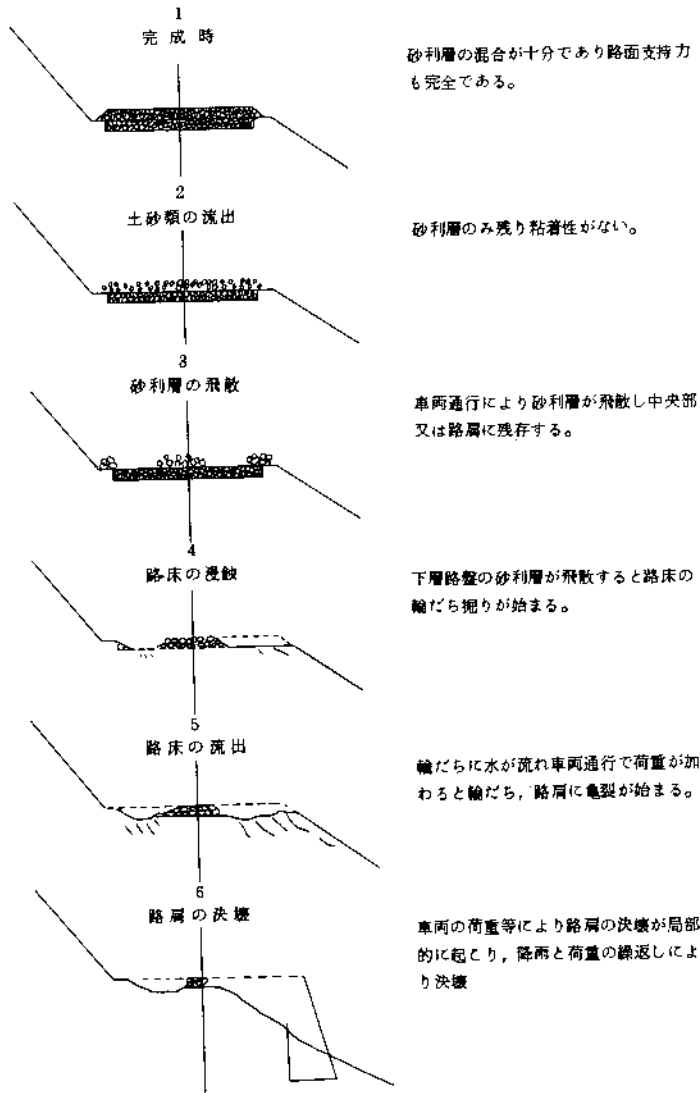 1
完成時
砂利層の混合が十分であり路面支持力
も完全である。
2
土砂類の流出
砂利層のみ残り粘着性がない。
3
砂利層の飛散
車両通行により砂利層が飛散し中央部
又は路肩に残存する。
4
路床の浸蝕
下層路盤の砂利層が飛散すると路床の
輪だち掘りが始まる。
5
路床の流出
輪だちに水が流れ車両通行で荷重が加
わると輪だち，路肩に亀裂が始まる。
6
路肩の決壊
車両の荷重等により路肩の決壊が局部
的に起こり，降雨と荷重の繰返しによ
り決壊